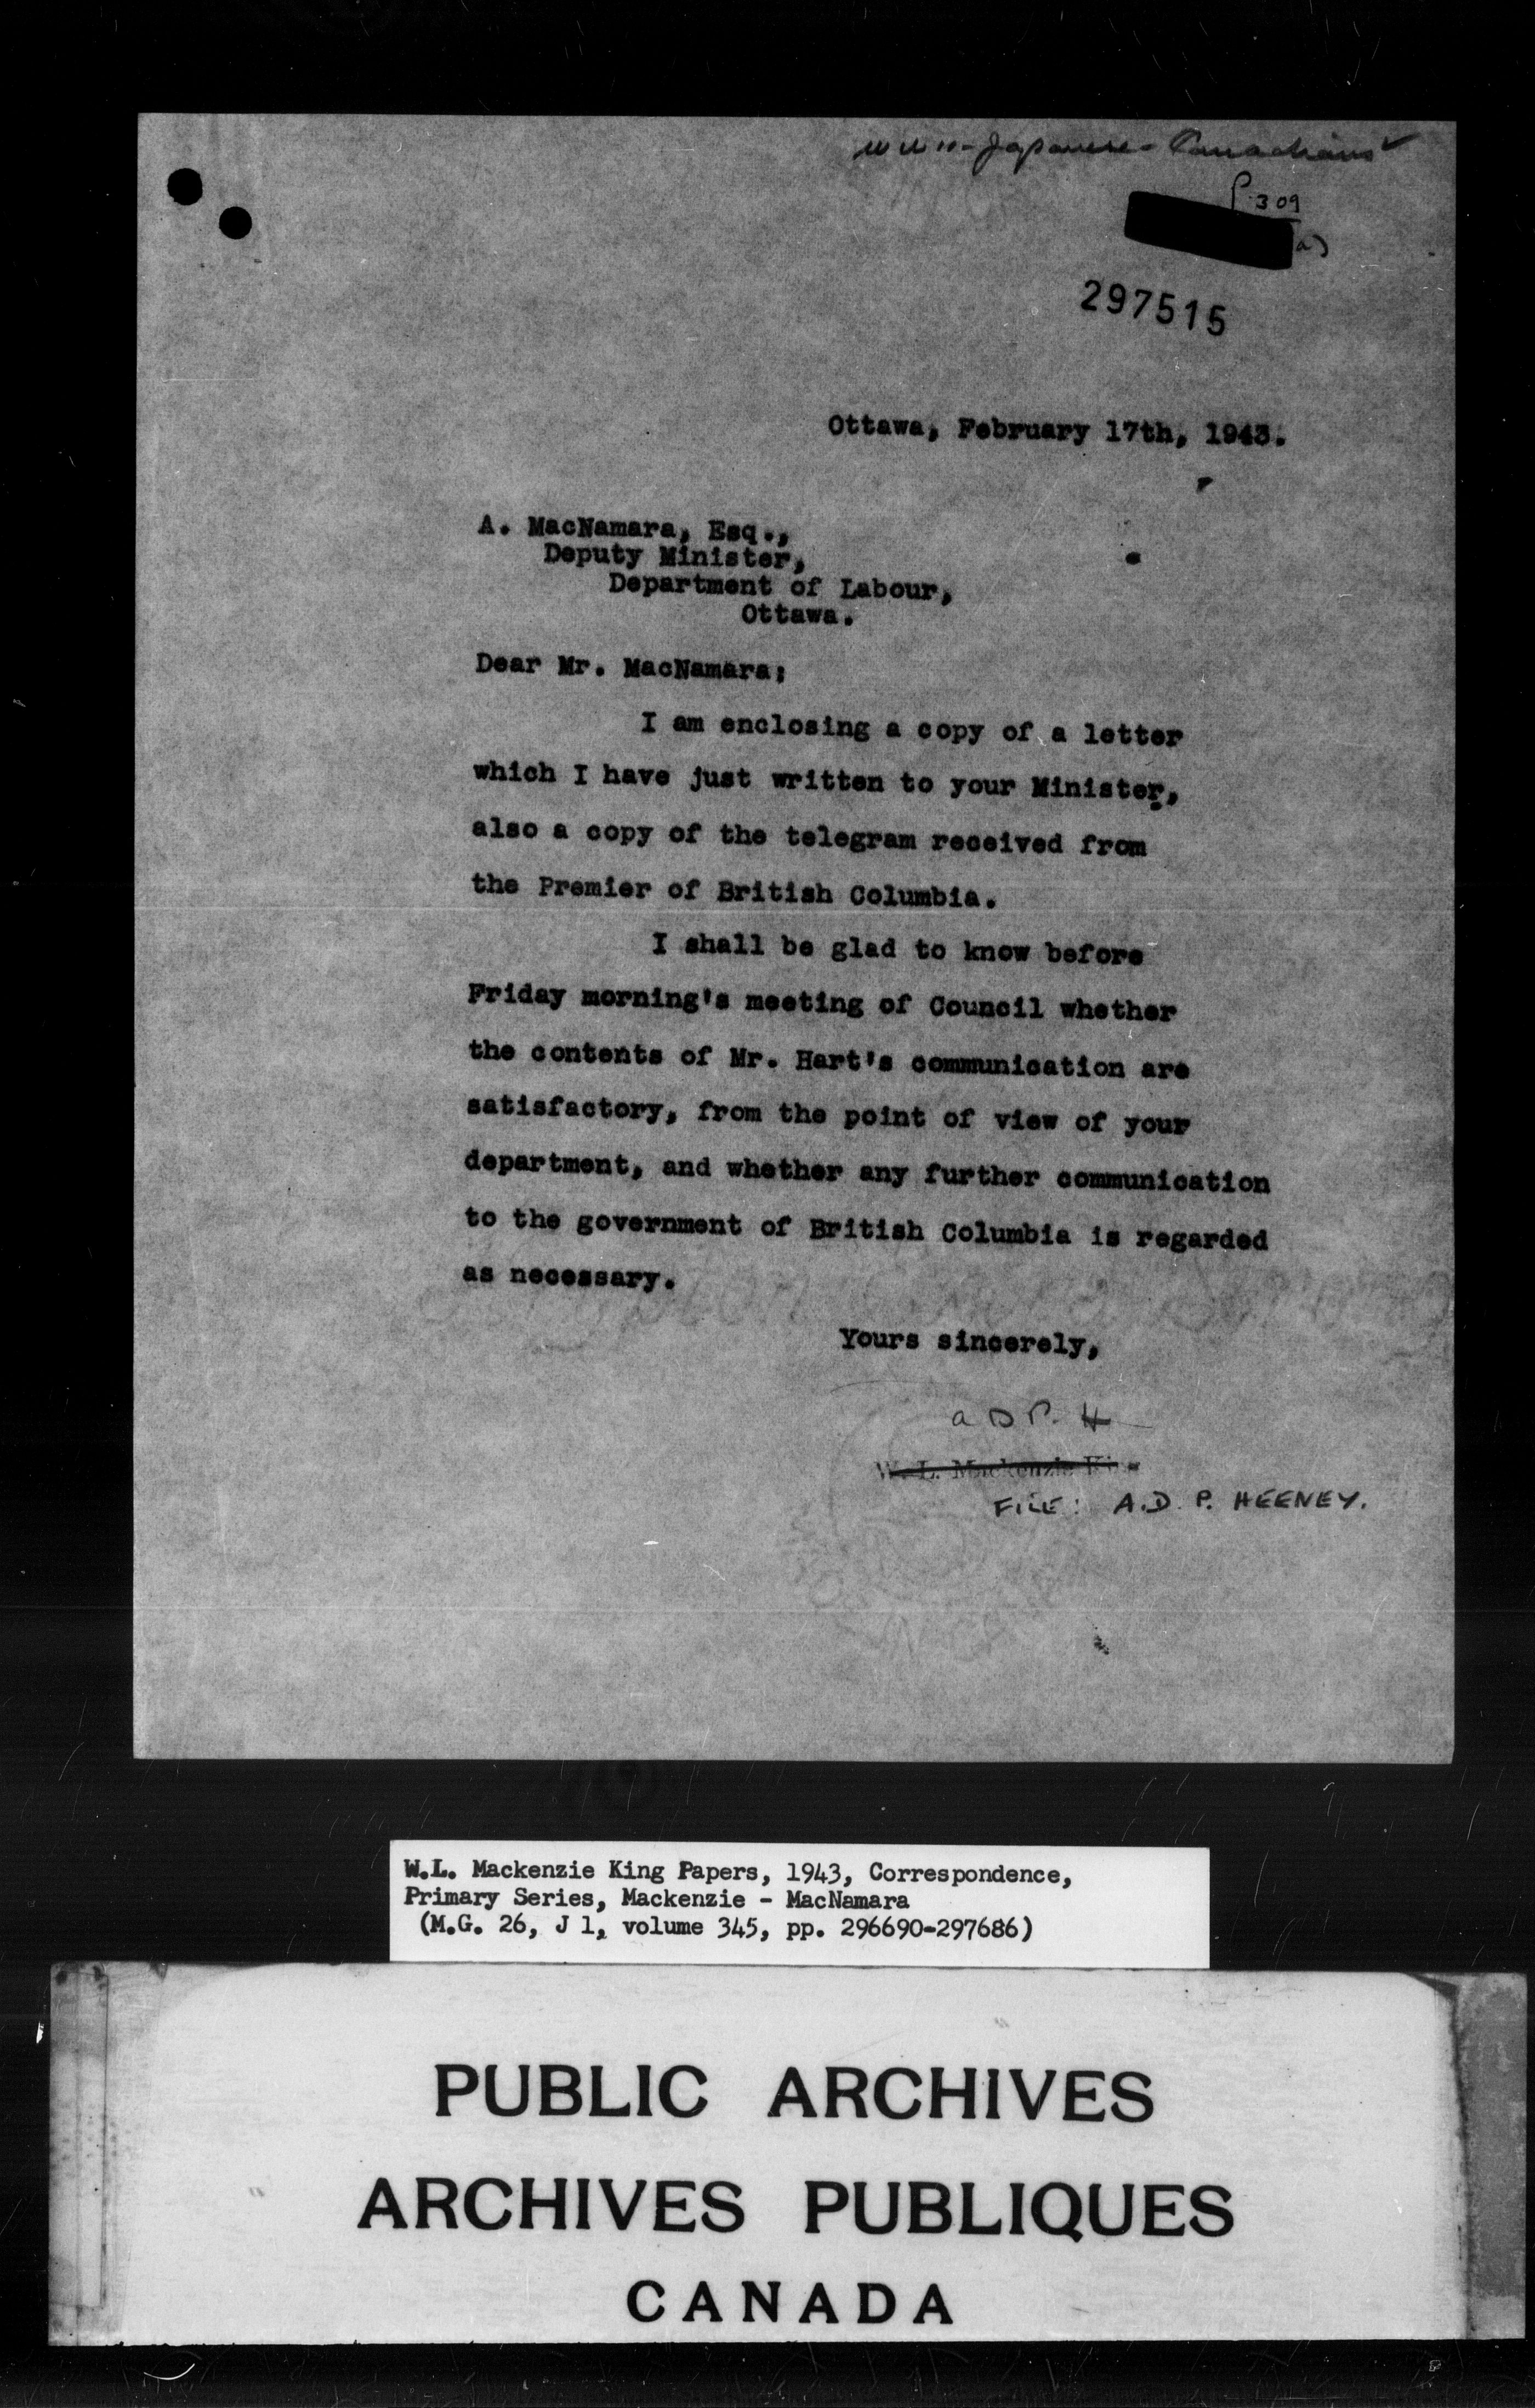 WW II - Japanese - Canadians ✓
P. 309
a)
297515
Ottawa, February 17th, 1943.
A. MacNamara, Esq.,
Deputy Minister,
Department of Labour,
Ottawa.
Dear Mr. MacNamara:
I am enclosing a copy of a letter
which I have just written to your Minister,
also a copy of the telegram received from
the Premier of British Columbia.
I shall be glad to know before
Friday morning's meeting of Council whether
the contents of Mr. Hart's communication are
satisfactory, from the point of view of your
department, and whether any further communication
to the government of British Columbia is regarded
as necessary.
Yours sincerely,
A D P. H
W. L. Mackenzie King
FILE: A.D.P. HEENEY.
W.L. Mackenzie King Papers, 1943, Correspondence,
Primary Series, Mackenzie - MacNamara
(M.G. 26, J 1, volume 345, pp. 296690-297686)
PUBLIC ARCHIVES
ARCHIVES PUBLIQUES
CANADA